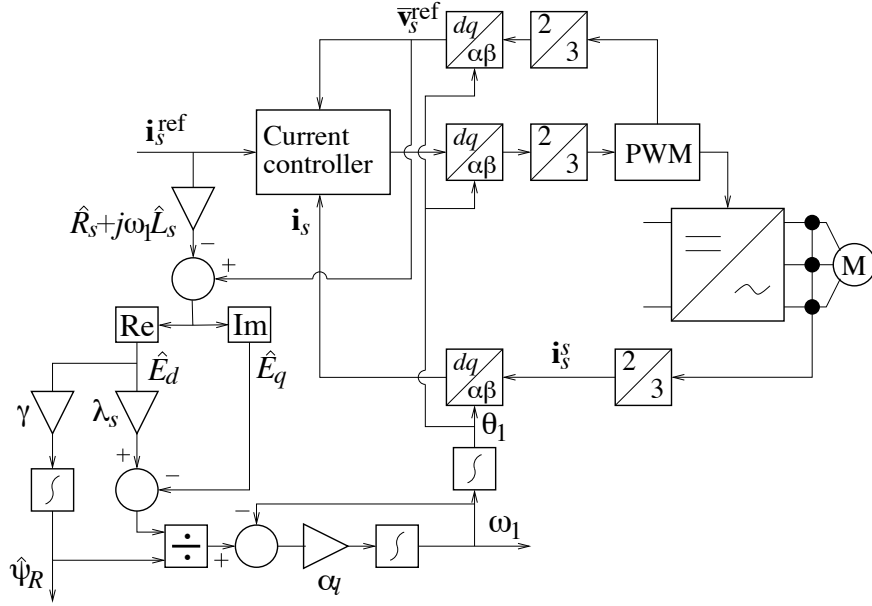 v̅_s^ref
dq
αβ
2
3
i_s^ref
Current
controller
dq
αβ
2
3
PWM
R̂_s+jω_1L̂_s
−
+
i_s
M
Re
Im
Ê_d
Ê_q
dq
αβ
i_s^s
2
3
γ
λ_s
θ_1
+
−
−
ω_1
÷
+
α_l
ψ̂_R
∫
∫
∫